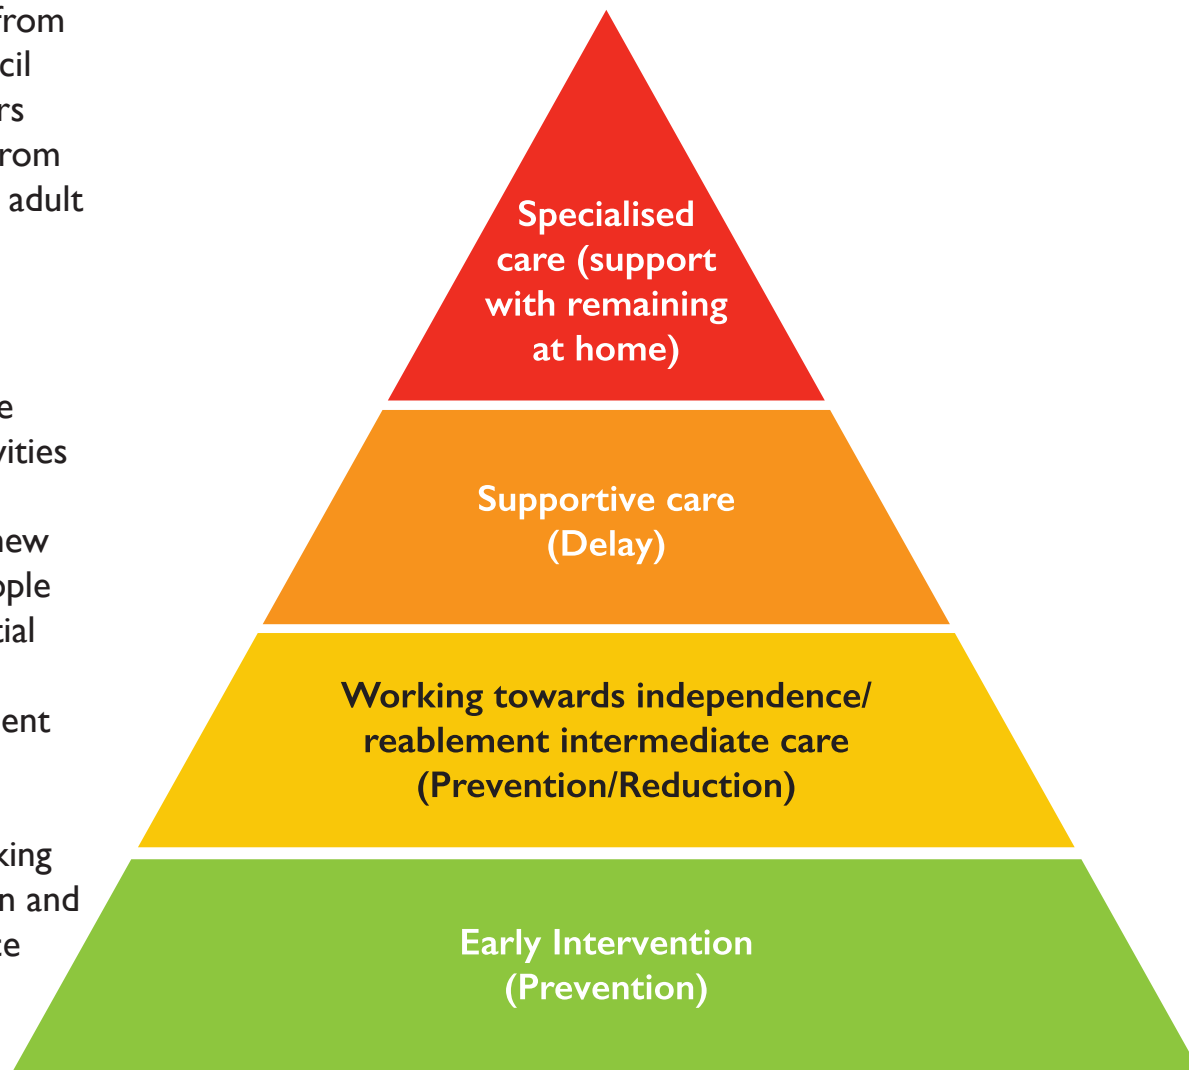 from
cil
rs
rom
adult
e
vities
new
ople
tial
ent
king
n and
Specialised
care (support
with remaining
at home)
Supportive care
(Delay)
Working towards independence/
reablement intermediate care
(Prevention/Reduction)
Early Intervention
(Prevention)